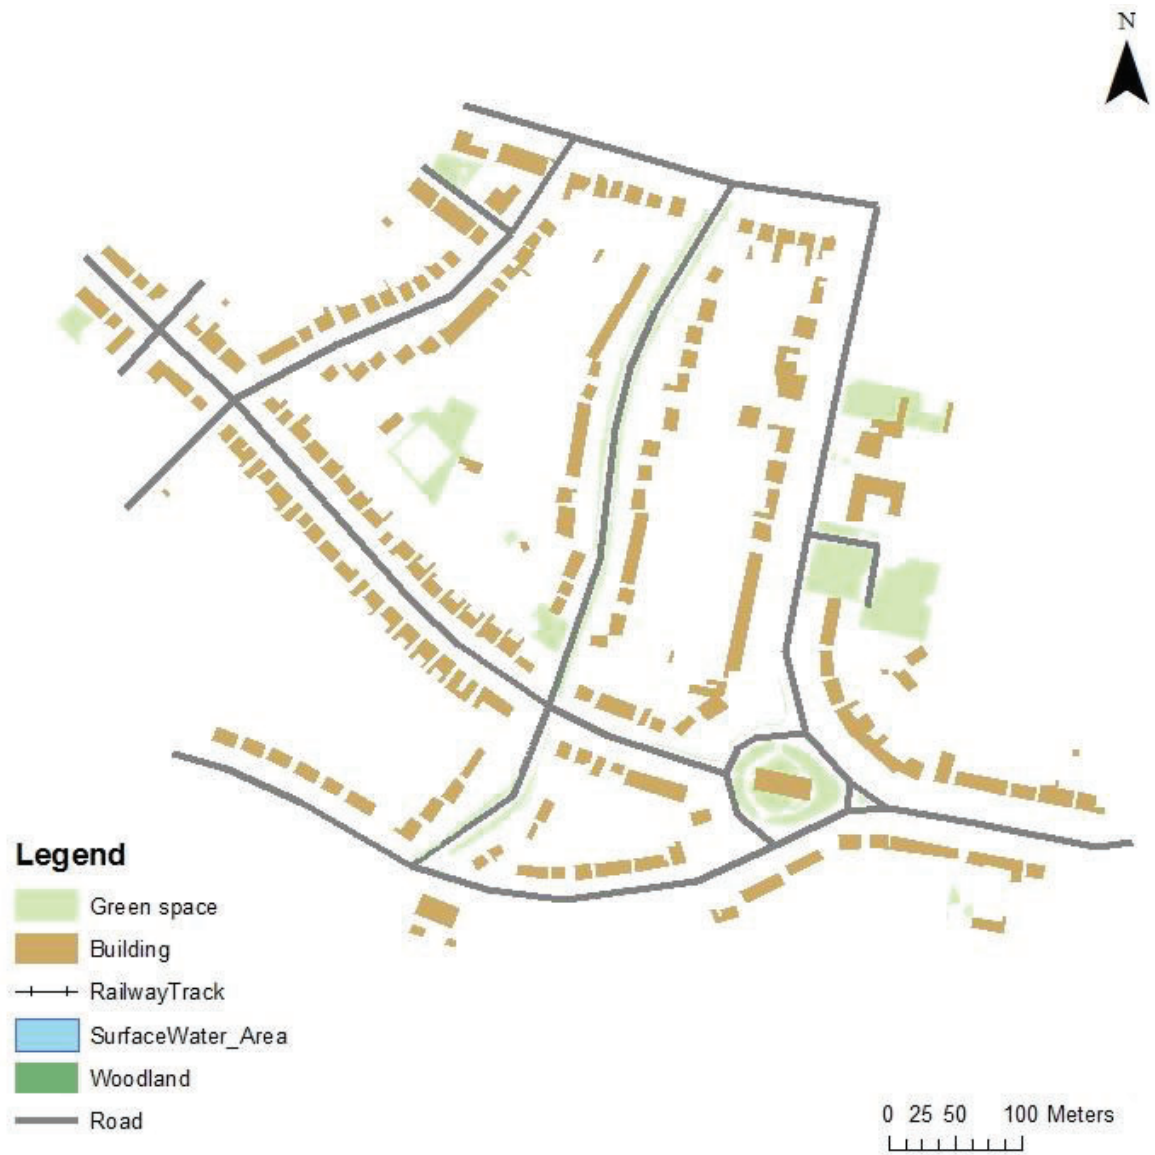 N
Legend
Green space
Building
RailwayTrack
SurfaceWater_Area
Woodland
Road
0 25 50 100 Meters